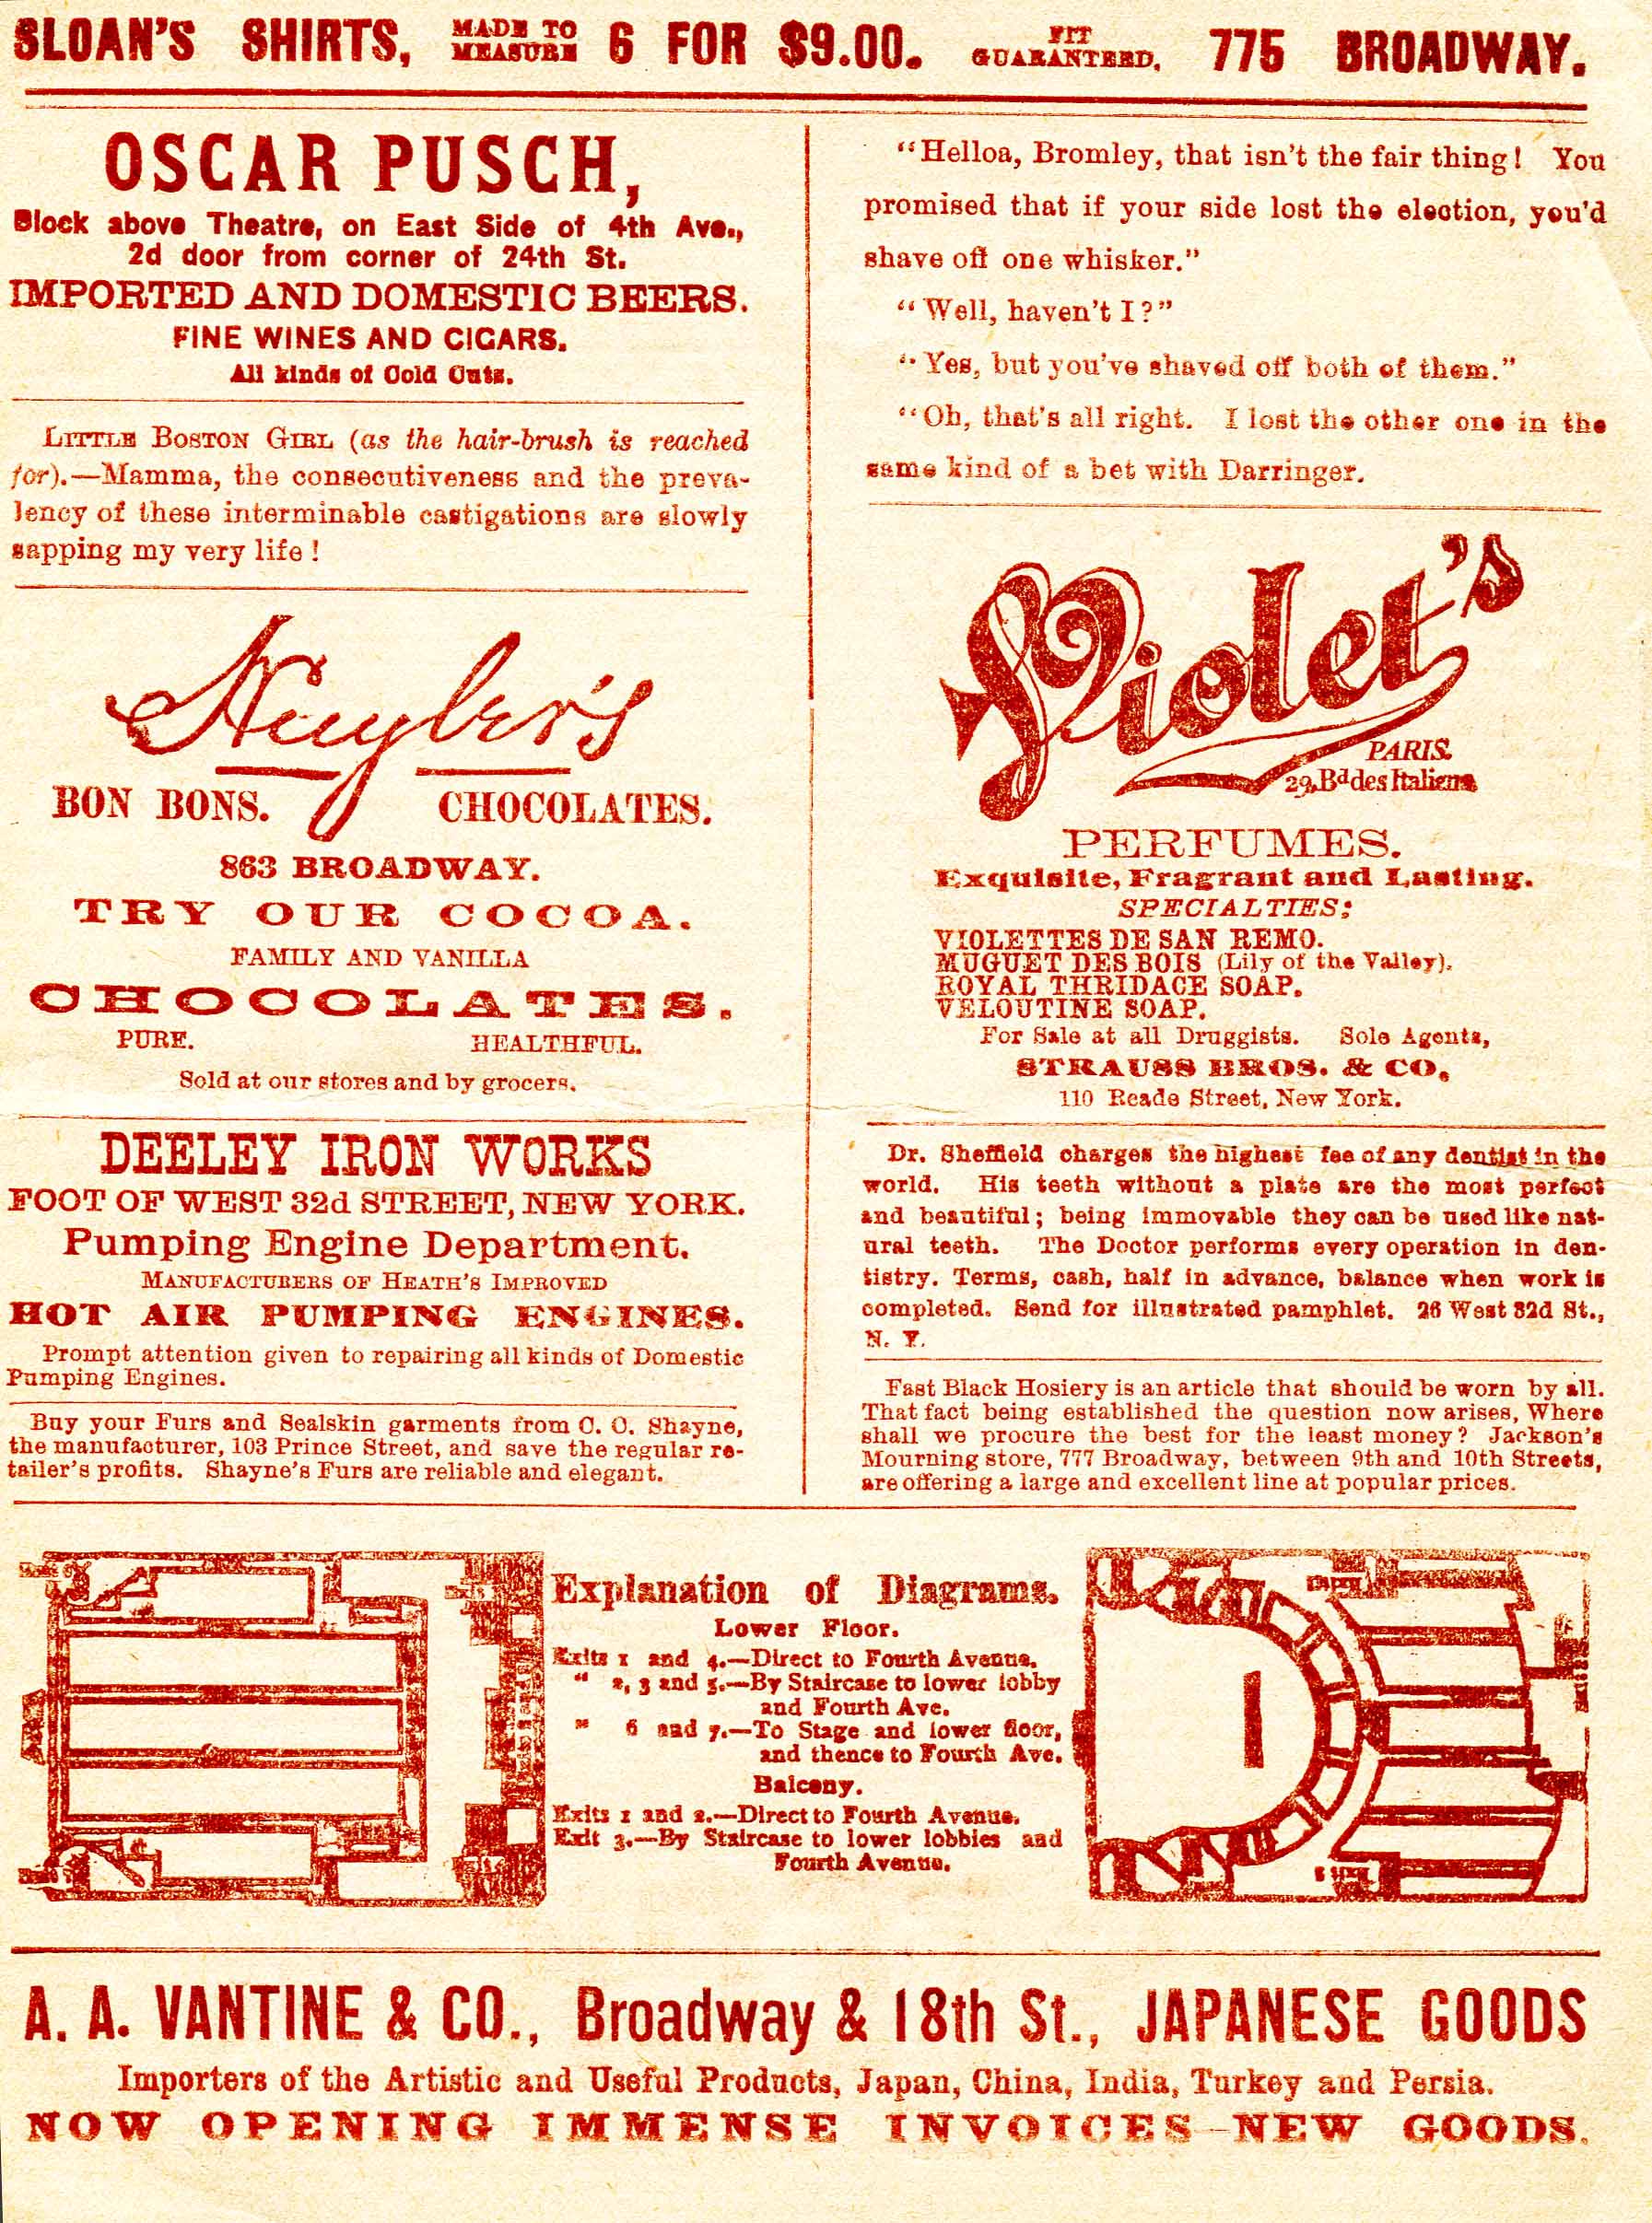 SLOAN'S SHIRTS, MADE TO MEASURE 6 FOR $9.00. FIT GUARANTEED, 775 BROADWAY.
OSCAR PUSCH,
Block above Theatre, on East Side of 4th Ave.,
2d door from corner of 24th St.
IMPORTED AND DOMESTIC BEERS.
FINE WINES AND CIGARS.
All kinds of Cold Cuts.
LITTLE BOSTON GIRL (as the hair-brush is reached
for).—Mamma, the consecutiveness and the preva-
lency of these interminable castigations are slowly
sapping my very life!
Huyler's
BON BONS. CHOCOLATES.
863 BROADWAY.
TRY OUR COCOA.
FAMILY AND VANILLA
CHOCOLATES.
PURE. HEALTHFUL.
Sold at our stores and by grocers.
DEELEY IRON WORKS
FOOT OF WEST 32d STREET, NEW YORK.
Pumping Engine Department.
MANUFACTURERS OF HEATH'S IMPROVED
HOT AIR PUMPING ENGINES.
Prompt attention given to repairing all kinds of Domestic
Pumping Engines.
Buy your Furs and Sealskin garments from C. C. Shayne,
the manufacturer, 103 Prince Street, and save the regular re-
tailer's profits. Shayne's Furs are reliable and elegant.
"Helloa, Bromley, that isn't the fair thing! You
promised that if your side lost the election, you'd
shave off one whisker."
"Well, haven't I?"
"Yes, but you've shaved off both of them."
"Oh, that's all right. I lost the other one in the
same kind of a bet with Darringer.
Violet's
PARIS.
29, Bd des Italiens
PERFUMES.
Exquisite, Fragrant and Lasting.
SPECIALTIES:
VIOLETTES DE SAN REMO.
MUGUET DES BOIS (Lily of the Valley).
ROYAL THRIDACE SOAP.
VELOUTINE SOAP.
For Sale at all Druggists. Sole Agents,
STRAUSS BROS. & CO.
110 Reade Street, New York.
Dr. Sheffield charges the highest fee of any dentist in the
world. His teeth without a plate are the most perfect
and beautiful; being immovable they can be used like nat-
ural teeth. The Doctor performs every operation in den-
tistry. Terms, cash, half in advance, balance when work is
completed. Send for illustrated pamphlet. 26 West 32d St.,
N. Y.
Fast Black Hosiery is an article that should be worn by all.
That fact being established the question now arises, Where
shall we procure the best for the least money? Jackson's
Mourning store, 777 Broadway, between 9th and 10th Streets,
are offering a large and excellent line at popular prices.
Explanation of Diagrams.
Lower Floor.
Exits 1 and 4.—Direct to Fourth Avenue.
" 2, 3 and 5.—By Staircase to lower lobby
and Fourth Ave.
" 6 and 7.—To Stage and lower floor,
and thence to Fourth Ave.
Balcony.
Exits 1 and 2.—Direct to Fourth Avenue.
Exit 3.—By Staircase to lower lobbies and
Fourth Avenue.
A. A. VANTINE & CO., Broadway & 18th St., JAPANESE GOODS
Importers of the Artistic and Useful Products, Japan, China, India, Turkey and Persia.
NOW OPENING IMMENSE INVOICES NEW GOODS.